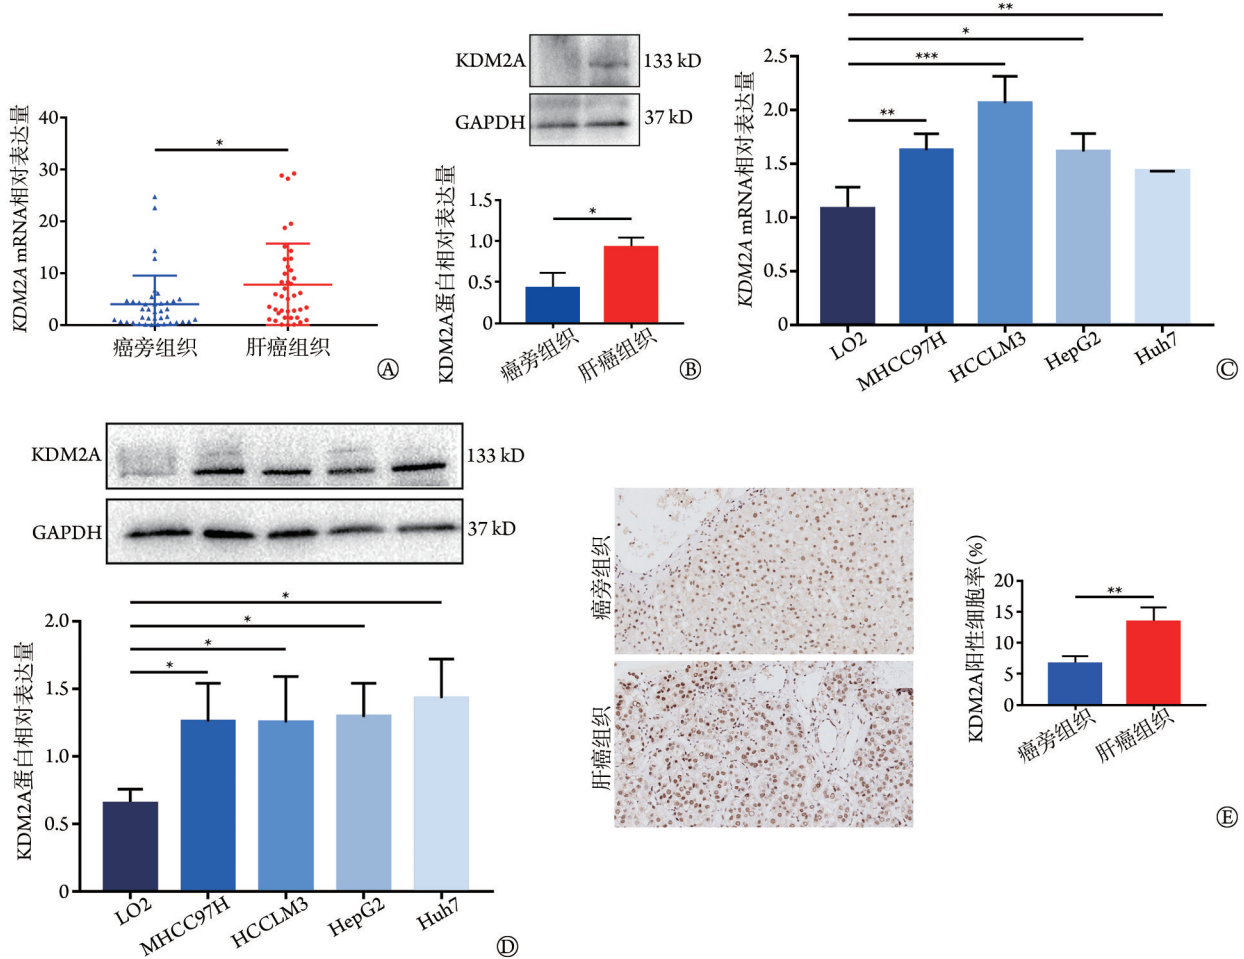 KDM2A mRNA相对表达量
40
30
20
10
0
*
癌旁组织
肝癌组织
Ⓐ
KDM2A
133 kD
GAPDH
37 kD
KDM2A蛋白相对表达量
1.5
1.0
0.5
0
*
癌旁组织
肝癌组织
Ⓑ
KDM2A mRNA相对表达量
2.5
2.0
1.5
1.0
0.5
0
**
*
***
**
LO2
MHCC97H
HCCLM3
HepG2
Huh7
Ⓒ
KDM2A
133 kD
GAPDH
37 kD
KDM2A蛋白相对表达量
2.0
1.5
1.0
0.5
0
*
*
*
*
LO2
MHCC97H
HCCLM3
HepG2
Huh7
Ⓓ
癌旁组织
肝癌组织
KDM2A阳性细胞率(%)
20
15
10
5
0
**
癌旁组织
肝癌组织
Ⓔ